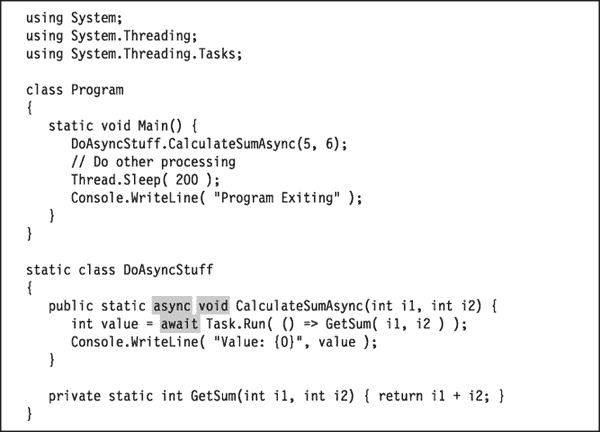 using System;
using System.Threading;
using System.Threading.Tasks;
class Program
{
static void Main() {
DoAsyncStuff.CalculateSumAsync(5, 6);
// Do other processing
Thread.Sleep( 200 );
Console.WriteLine( "Program Exiting" );
}
}
static class DoAsyncStuff
{
public static async void CalculateSumAsync(int i1, int i2) {
int value = await Task.Run( () => GetSum( i1, i2 ) );
Console.WriteLine( "Value: {0}", value );
}
private static int GetSum(int i1, int i2) { return i1 + i2; }
}